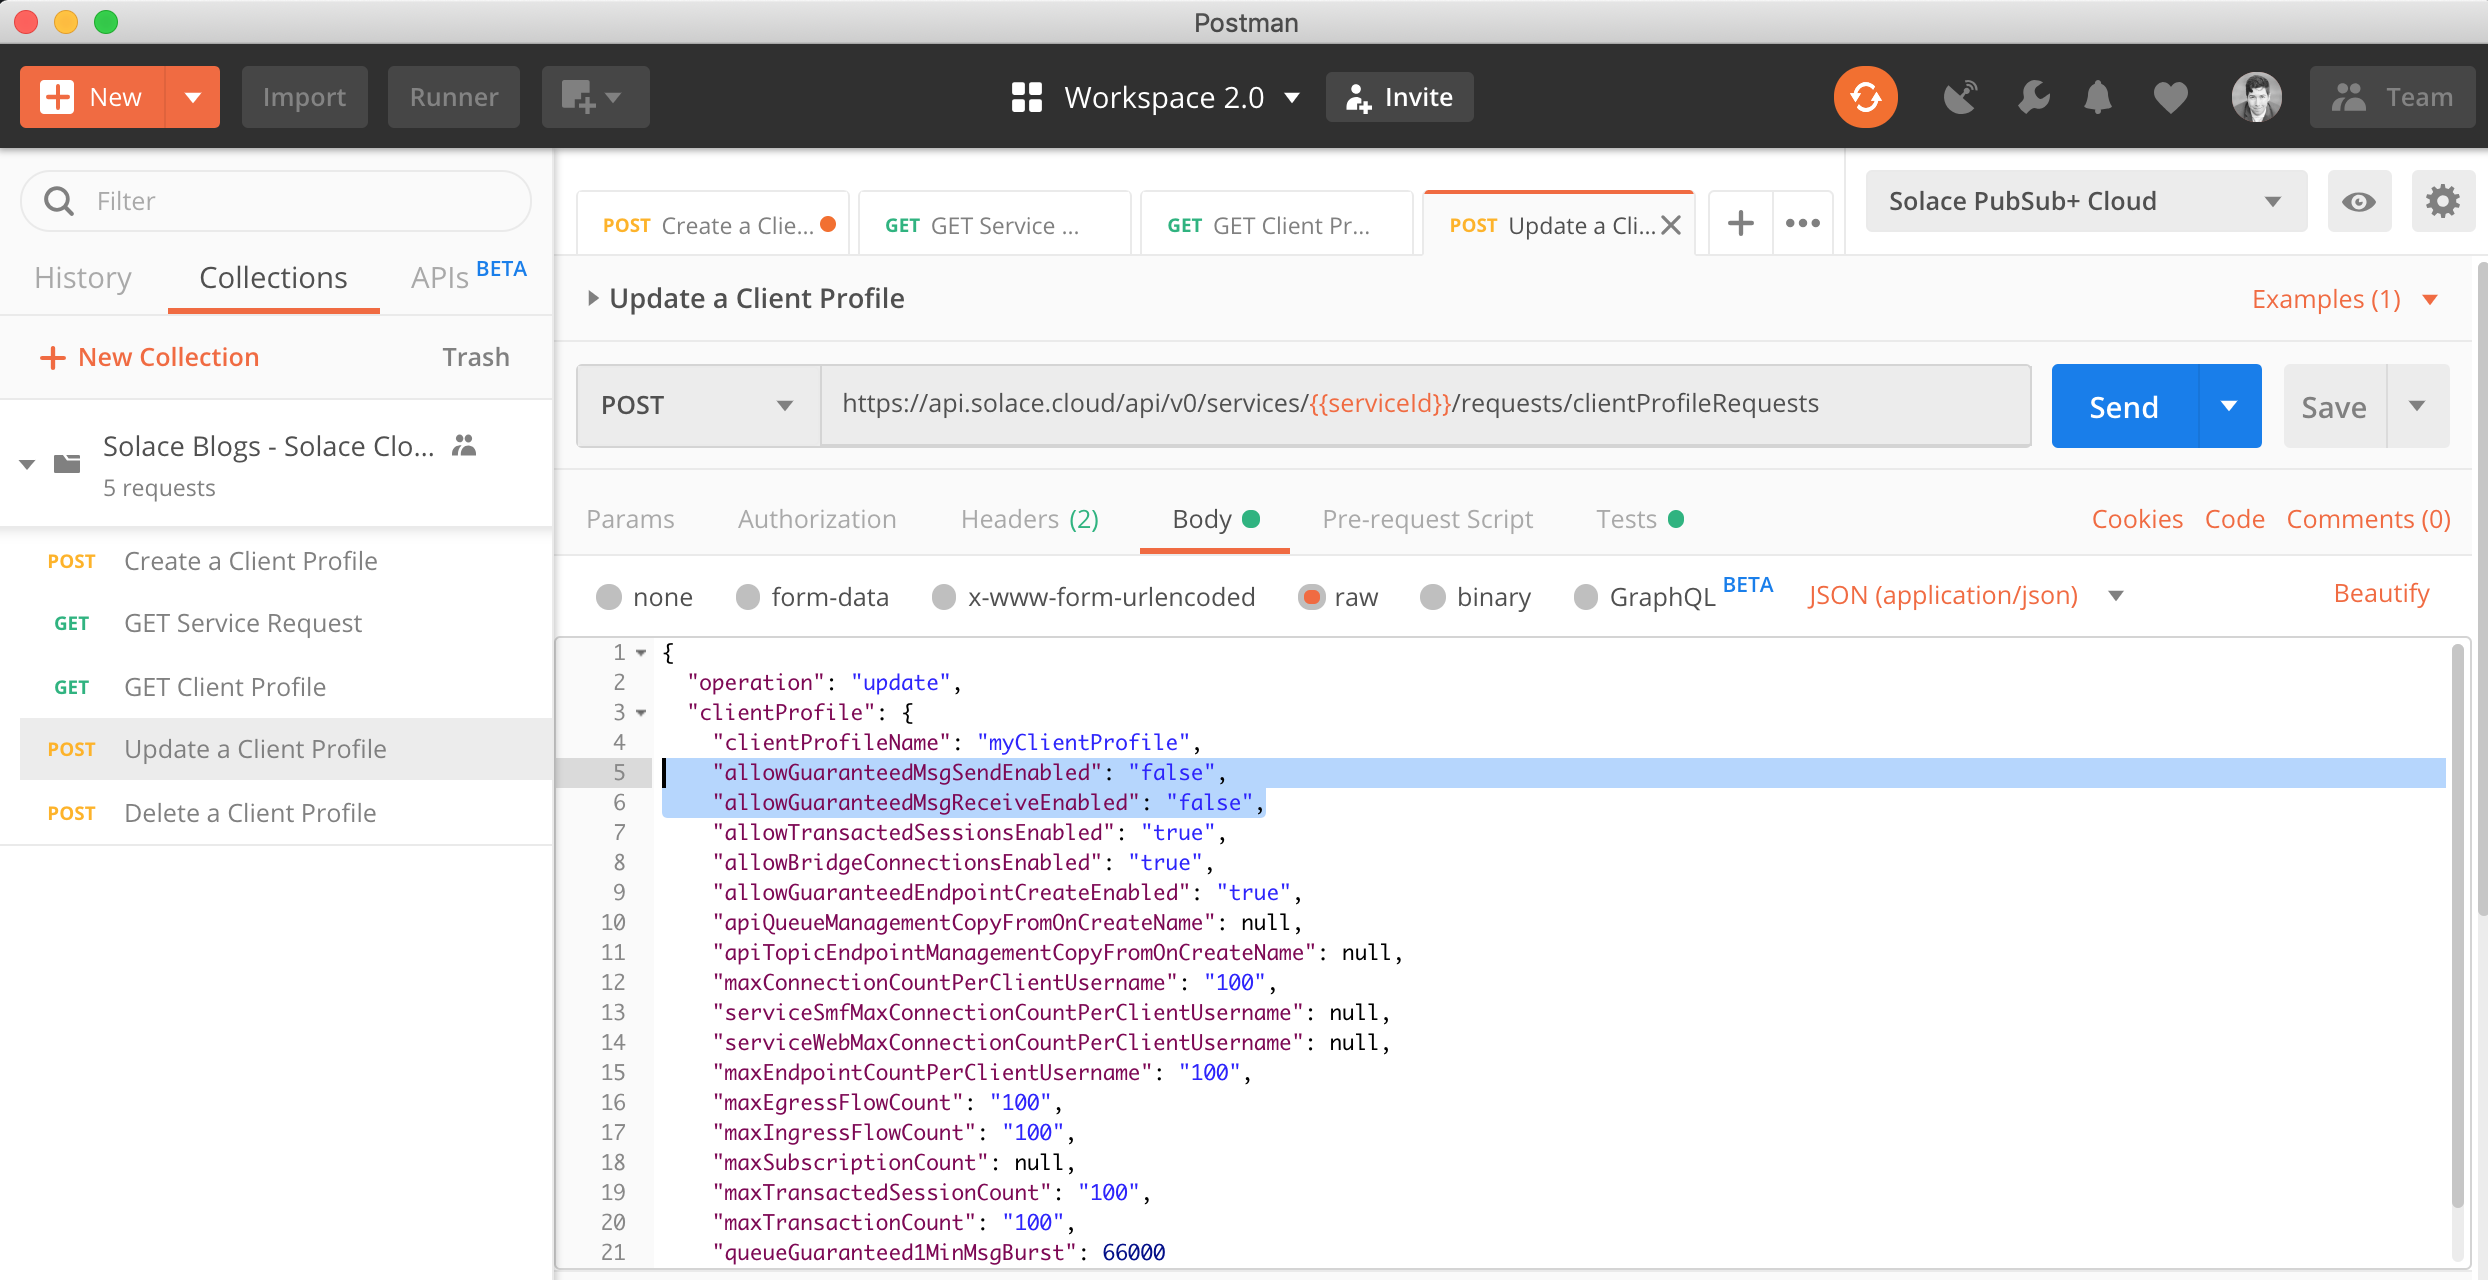 Postman
New
Import
Runner
Workspace 2.0
Invite
Team
Filter
History
Collections
APIs BETA
New Collection
Trash
Solace Blogs - Solace Clo...
5 requests
POST Create a Client Profile
GET GET Service Request
GET GET Client Profile
POST Update a Client Profile
POST Delete a Client Profile
POST Create a Clie...
GET GET Service ...
GET GET Client Pr...
POST Update a Cli...
Solace PubSub+ Cloud
Update a Client Profile
Examples (1)
POST
https://api.solace.cloud/api/v0/services/{{serviceId}}/requests/clientProfileRequests
Send
Save
Params
Authorization
Headers (2)
Body
Pre-request Script
Tests
Cookies
Code
Comments (0)
none
form-data
x-www-form-urlencoded
raw
binary
GraphQL BETA
JSON (application/json)
Beautify
1 {
2 "operation": "update",
3 "clientProfile": {
4 "clientProfileName": "myClientProfile",
5 "allowGuaranteedMsgSendEnabled": "false",
6 "allowGuaranteedMsgReceiveEnabled": "false",
7 "allowTransactedSessionsEnabled": "true",
8 "allowBridgeConnectionsEnabled": "true",
9 "allowGuaranteedEndpointCreateEnabled": "true",
10 "apiQueueManagementCopyFromOnCreateName": null,
11 "apiTopicEndpointManagementCopyFromOnCreateName": null,
12 "maxConnectionCountPerClientUsername": "100",
13 "serviceSmfMaxConnectionCountPerClientUsername": null,
14 "serviceWebMaxConnectionCountPerClientUsername": null,
15 "maxEndpointCountPerClientUsername": "100",
16 "maxEgressFlowCount": "100",
17 "maxIngressFlowCount": "100",
18 "maxSubscriptionCount": null,
19 "maxTransactedSessionCount": "100",
20 "maxTransactionCount": "100",
21 "queueGuaranteed1MinMsgBurst": 66000